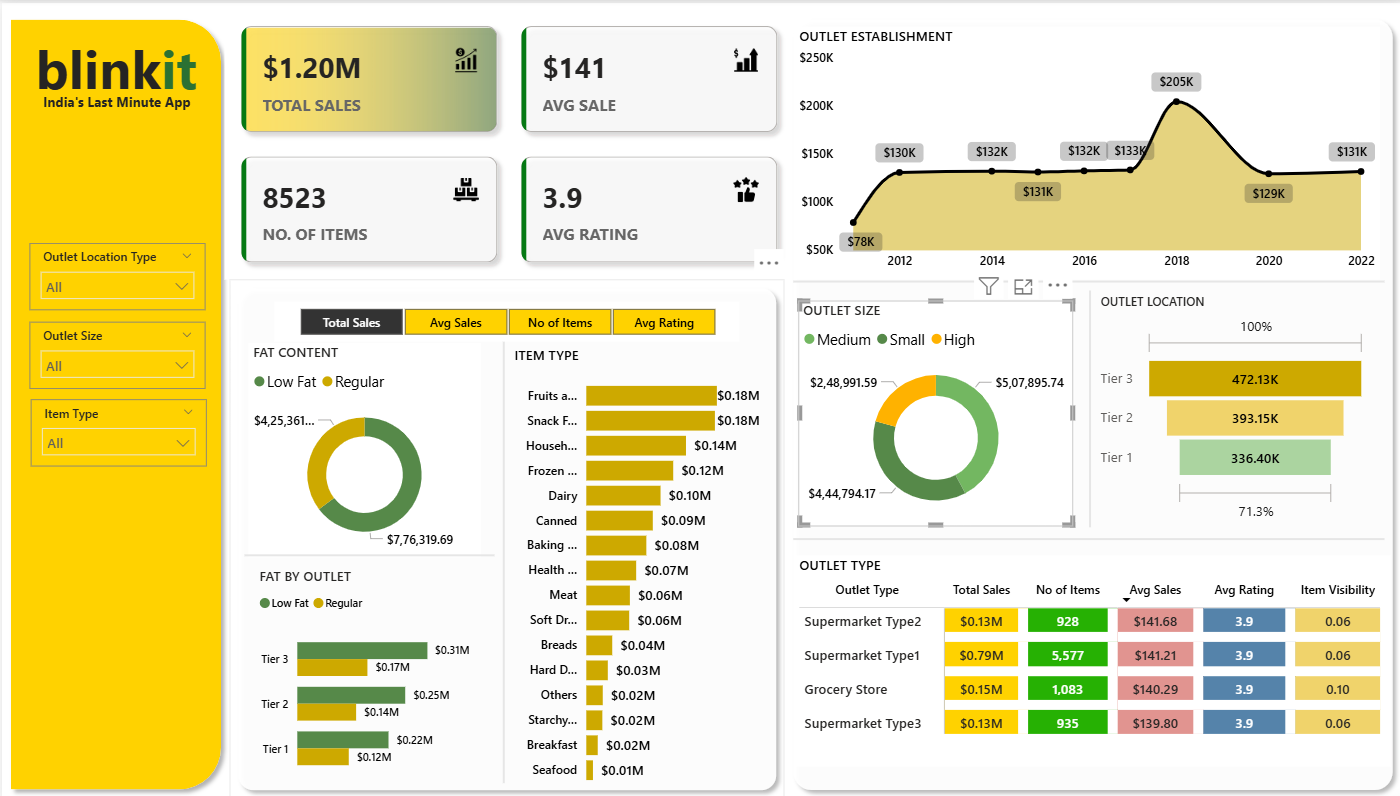 blinkit
India's Last Minute App
Outlet Location Type
All
Outlet Size
All
Item Type
All
$1.20M
TOTAL SALES
$141
AVG SALE
8523
NO. OF ITEMS
3.9
AVG RATING
OUTLET ESTABLISHMENT
$250K
$200K
$150K
$100K
$50K
$78K
$130K
$132K
$131K
$132K
$133K
$205K
$129K
$131K
2012 2014 2016 2018 2020 2022
Total Sales Avg Sales No of Items Avg Rating
FAT CONTENT
Low Fat Regular
$4,25,361...
$7,76,319.69
FAT BY OUTLET
Low Fat Regular
Tier 3 $0.31M
$0.17M
Tier 2 $0.25M
$0.14M
Tier 1 $0.22M
$0.12M
ITEM TYPE
Fruits a... $0.18M
Snack F... $0.18M
Househ... $0.14M
Frozen ... $0.12M
Dairy $0.10M
Canned $0.09M
Baking ... $0.08M
Health ... $0.07M
Meat $0.06M
Soft Dr... $0.06M
Breads $0.04M
Hard D... $0.03M
Others $0.02M
Starchy... $0.02M
Breakfast $0.02M
Seafood $0.01M
OUTLET SIZE
Medium Small High
$2,48,991.59 $5,07,895.74
$4,44,794.17
OUTLET LOCATION
100%
Tier 3 472.13K
Tier 2 393.15K
Tier 1 336.40K
71.3%
OUTLET TYPE
Outlet Type Total Sales No of Items Avg Sales Avg Rating Item Visibility
Supermarket Type2 $0.13M 928 $141.68 3.9 0.06
Supermarket Type1 $0.79M 5,577 $141.21 3.9 0.06
Grocery Store $0.15M 1,083 $140.29 3.9 0.10
Supermarket Type3 $0.13M 935 $139.80 3.9 0.06